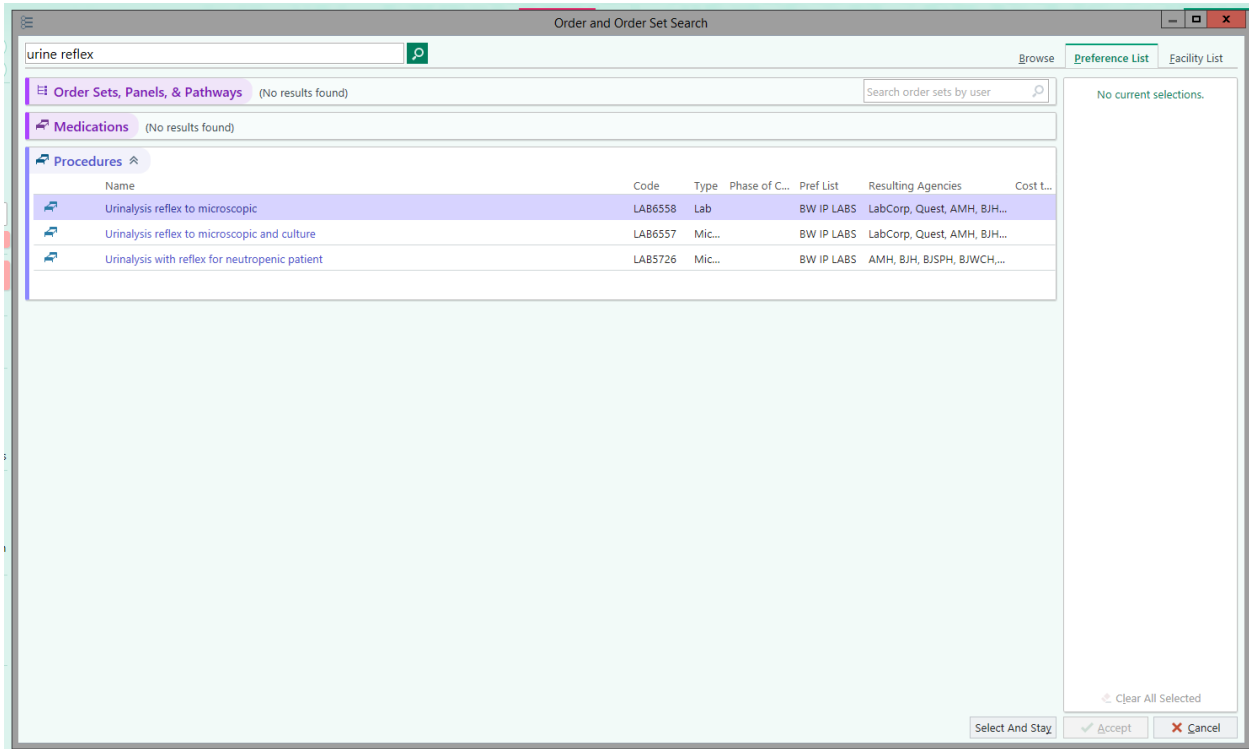 Order and Order Set Search
x
urine reflex
Browse Preference List Facility List
Order Sets, Panels, & Pathways (No results found) Search order sets by user
No current selections.
Medications (No results found)
Procedures
Name Code Type Phase of C... Pref List Resulting Agencies Cost t...
Urinalysis reflex to microscopic LAB6558 Lab BW IP LABS LabCorp, Quest, AMH, BJH...
Urinalysis reflex to microscopic and culture LAB6557 Mic... BW IP LABS LabCorp, Quest, AMH, BJH...
Urinalysis with reflex for neutropenic patient LAB5726 Mic... BW IP LABS AMH, BJH, BJSPH, BJWCH,...
Clear All Selected
Select And Stay Accept Cancel